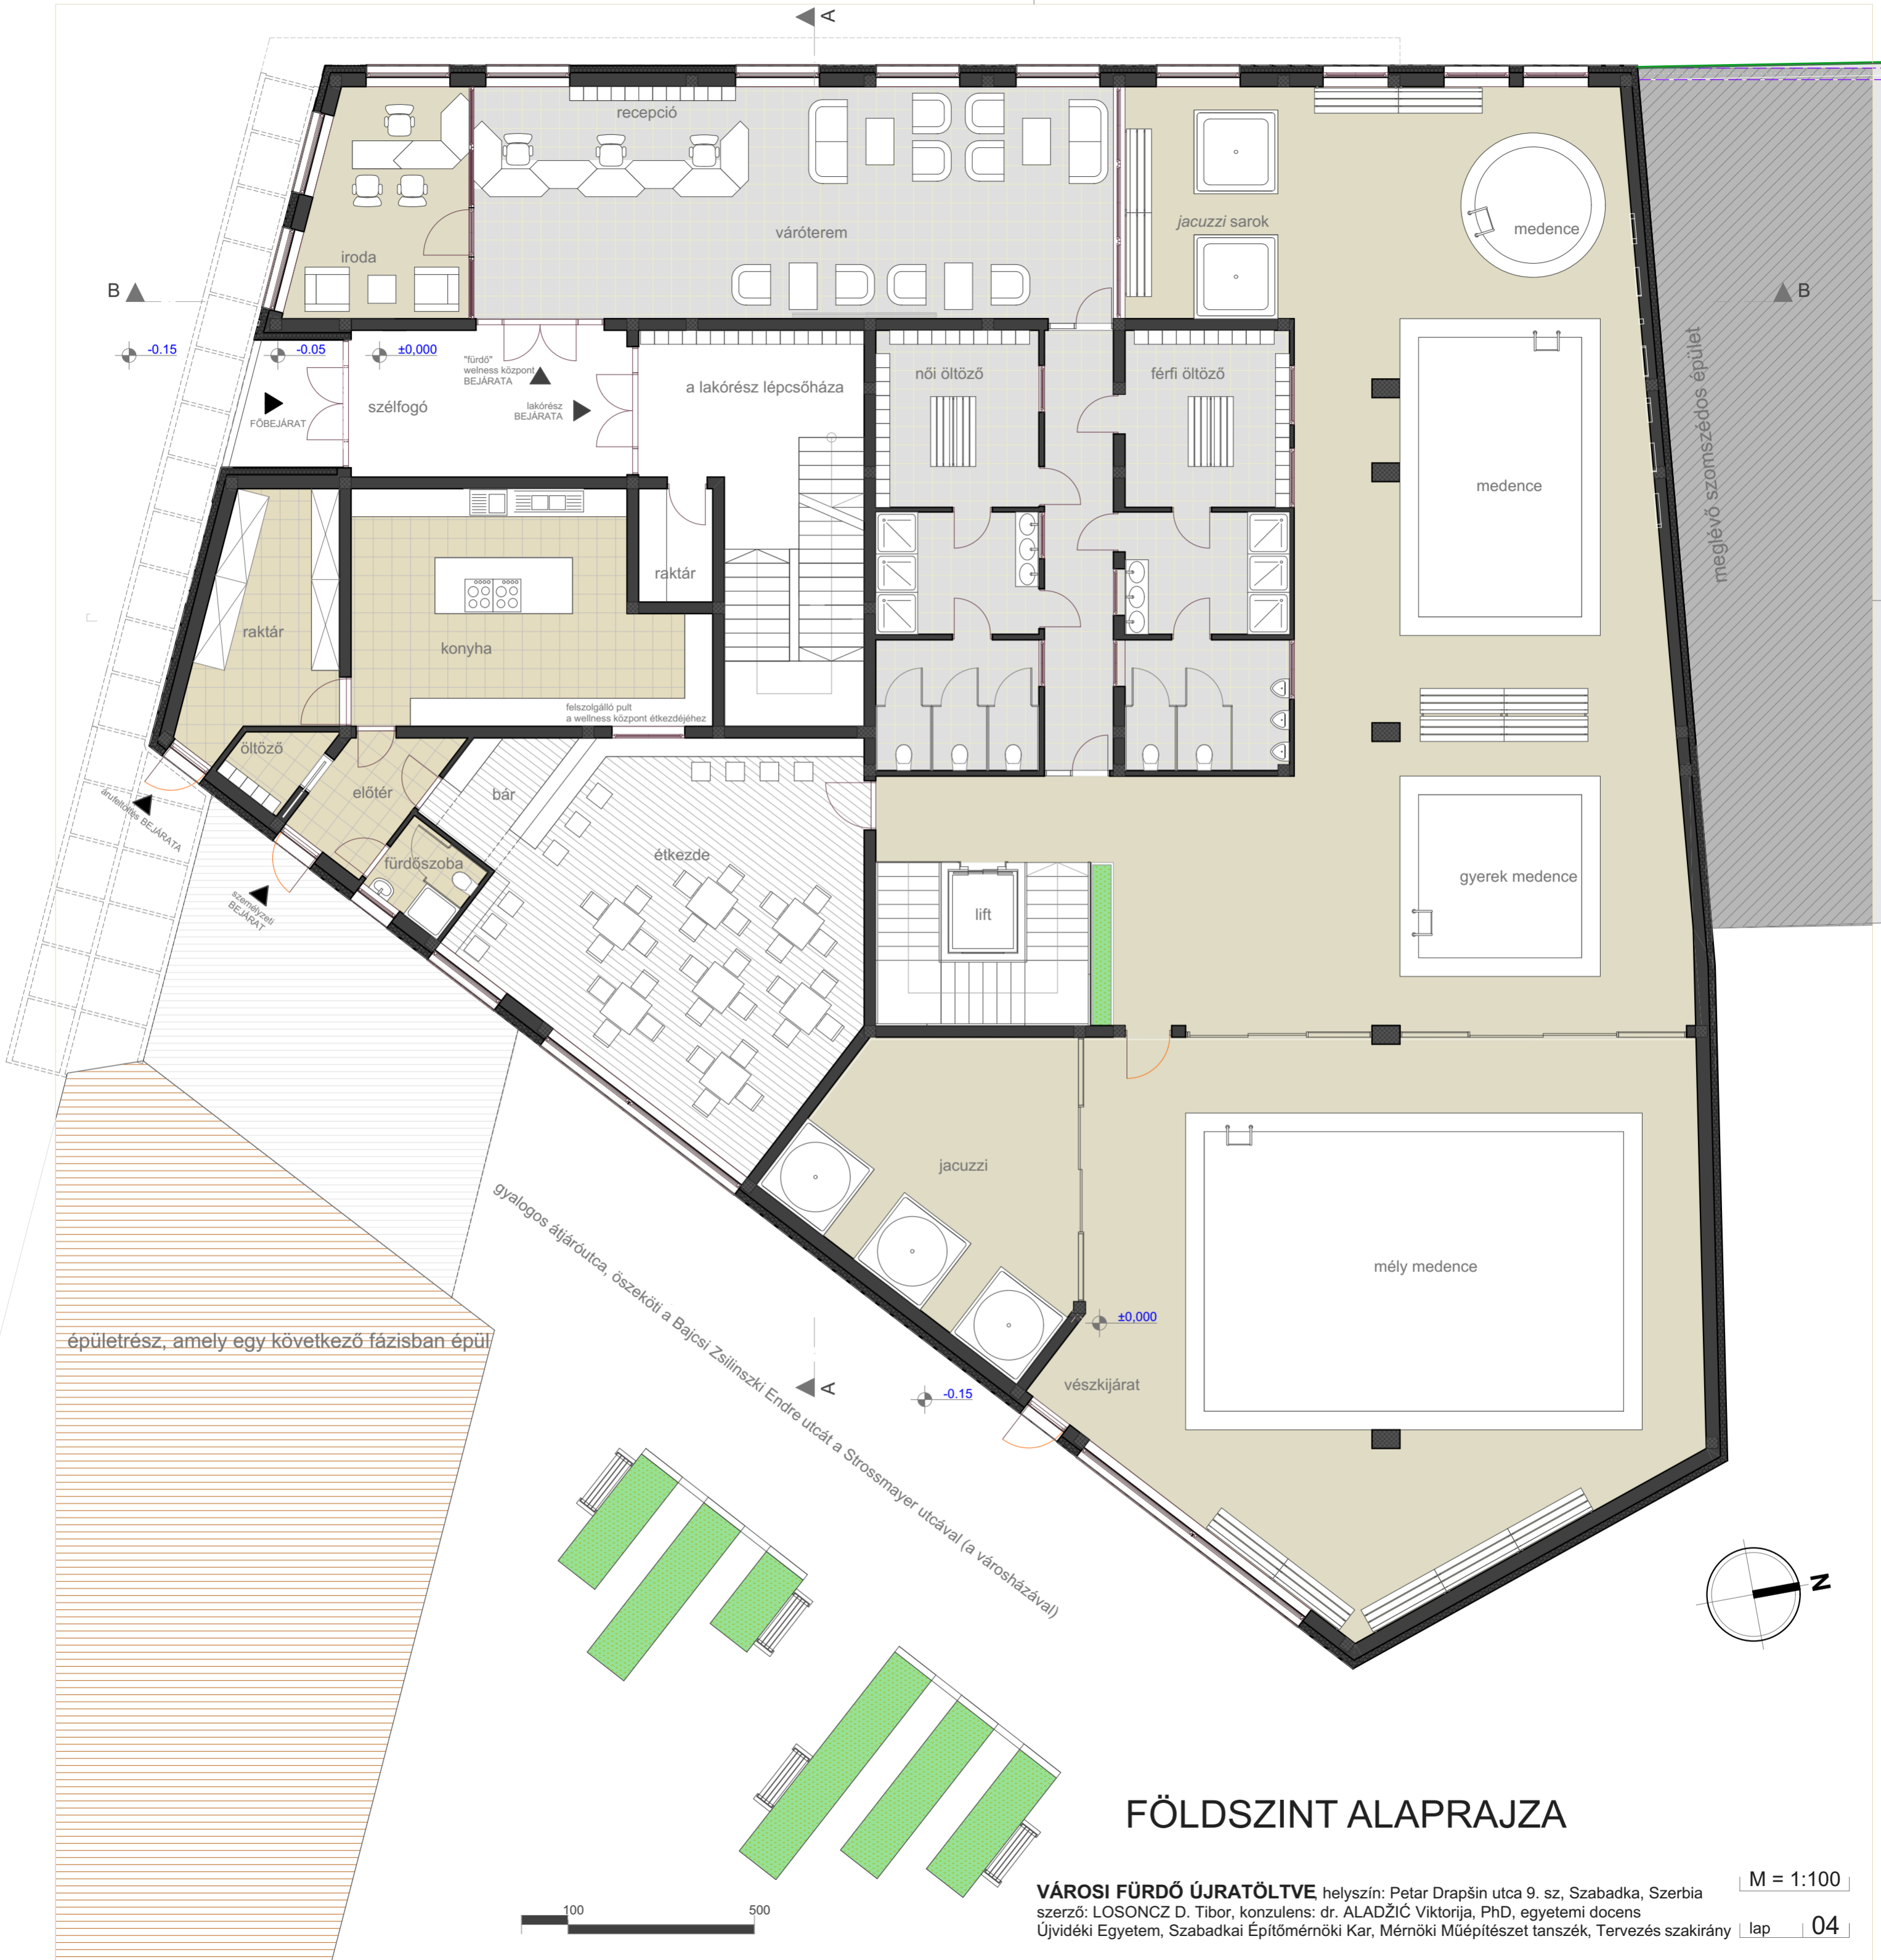 A
recepció
váróterem
iroda
jacuzzi sarok
medence
B
B
-0.15
-0.05
±0,000
"fürdő"
welness központ
BEJÁRATA
szélfogó
lakórész
BEJÁRATA
FŐBEJÁRAT
a lakórész lépcsőháza
női öltöző
férfi öltöző
meglévő szomszédos épület
medence
raktár
raktár
konyha
felszolgáló pult
a wellness központ étkezdéjéhez
öltöző
előtér
bár
étkezde
fürdőszoba
árufeltöltés BEJÁRATA
személyzeti
BEJÁRAT
lift
gyerek medence
jacuzzi
mély medence
±0,000
vészkijárat
-0.15
A
gyalogos átjáróutca, öszeköti a Bajcsi Zsilinszki Endre utcát a Strossmayer utcával (a városházával)
épületrész, amely egy következő fázisban épül
N
FÖLDSZINT ALAPRAJZA
M = 1:100
VÁROSI FÜRDŐ ÚJRATÖLTVE, helyszín: Petar Drapšin utca 9. sz, Szabadka, Szerbia
szerző: LOSONCZ D. Tibor, konzulens: dr. ALADŽIĆ Viktorija, PhD, egyetemi docens
Újvidéki Egyetem, Szabadkai Építőmérnöki Kar, Mérnöki Műépítészet tanszék, Tervezés szakirány
lap 04
100 500